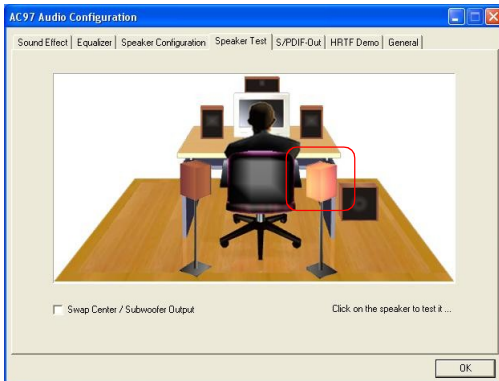 AC97 Audio Configuration
Sound Effect Equalizer Speaker Configuration Speaker Test S/PDIF-Out HRTF Demo General
Swap Center / Subwoofer Output
Click on the speaker to test it ...
OK